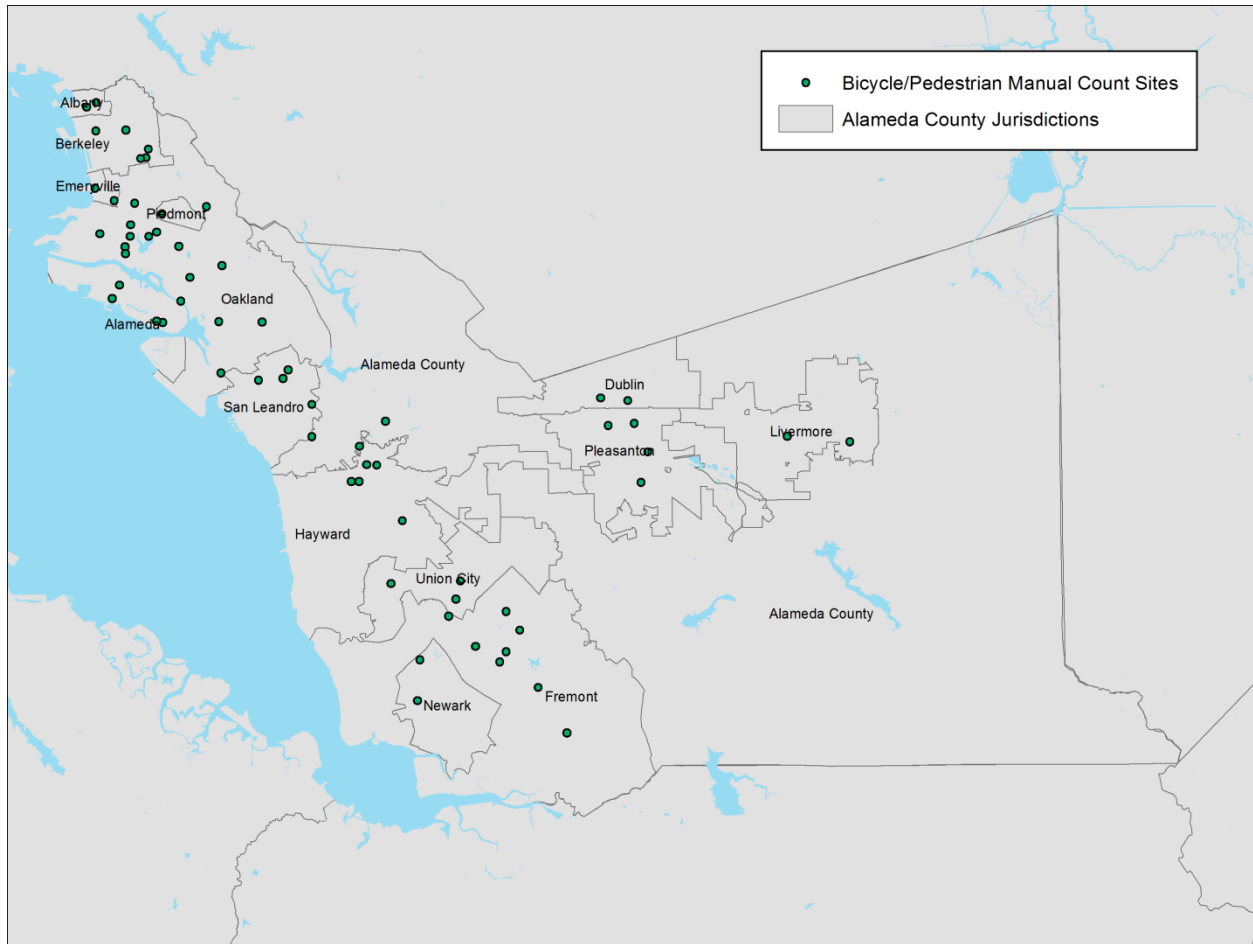 Bicycle/Pedestrian Manual Count Sites
Alameda County Jurisdictions
Albany
Berkeley
Emeryville
Piedmont
Oakland
Alameda
Alameda County
San Leandro
Dublin
Livermore
Pleasanton
Hayward
Union City
Alameda County
Fremont
Newark